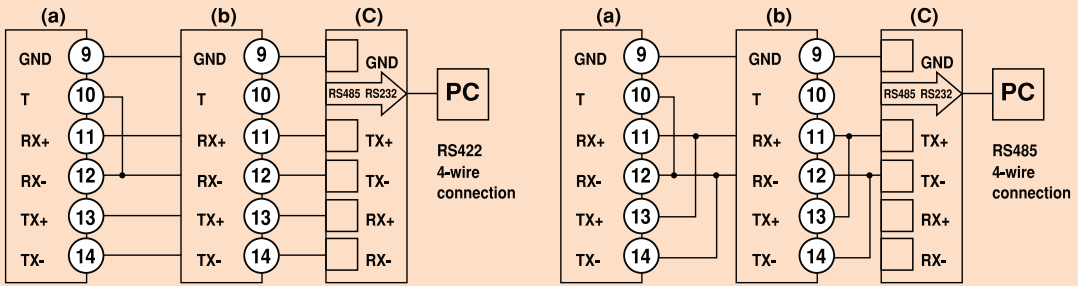 (a) (b) (C)
GND 9 GND 9 GND
T 10 T 10 RS485 RS232 PC
RX+ 11 RX+ 11 TX+
RX- 12 RX- 12 TX-
TX+ 13 TX+ 13 RX+
TX- 14 TX- 14 RX-
RS422
4-wire
connection
(a) (b) (C)
GND 9 GND 9 GND
T 10 T 10 RS485 RS232 PC
RX+ 11 RX+ 11 TX+
RX- 12 RX- 12 TX-
TX+ 13 TX+ 13 RX+
TX- 14 TX- 14 RX-
RS485
4-wire
connection